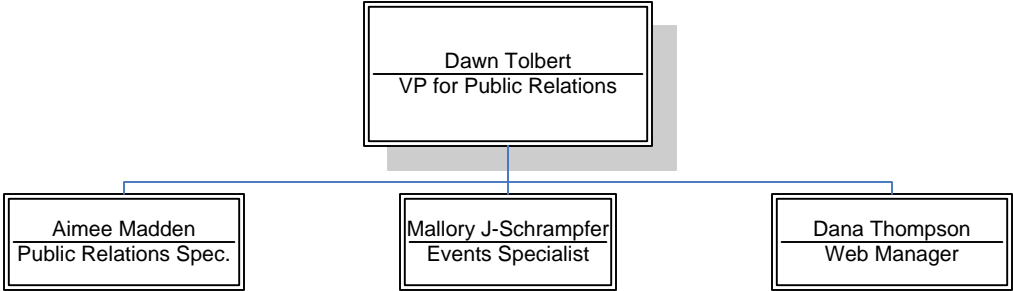 Dawn Tolbert
VP for Public Relations
Aimee Madden
Public Relations Spec.
Mallory J-Schrampfer
Events Specialist
Dana Thompson
Web Manager